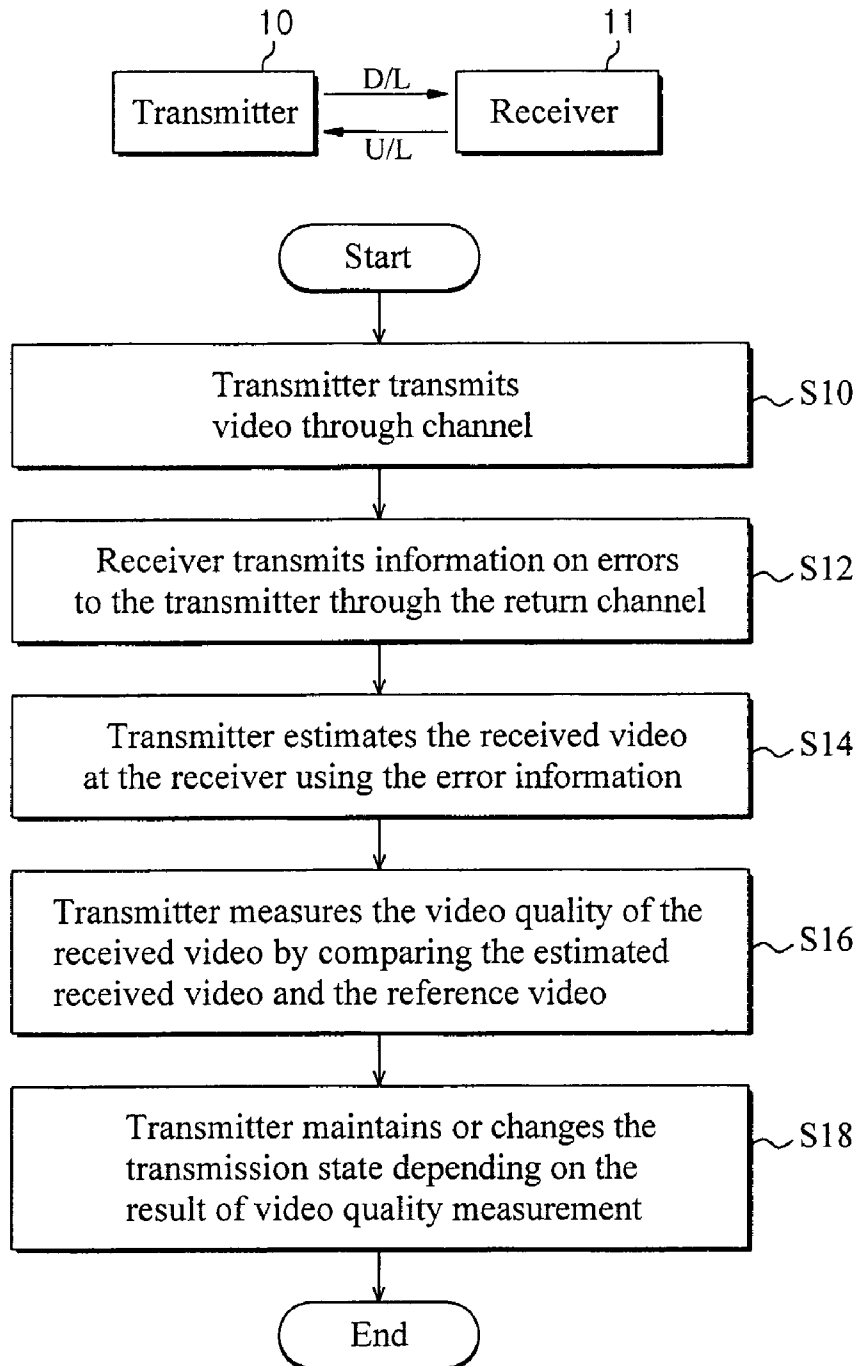 10
11
Transmitter
D/L
U/L
Receiver
Start
Transmitter transmits
video through channel
S10
Receiver transmits information on errors
to the transmitter through the return channel
S12
Transmitter estimates the received video
at the receiver using the error information
S14
Transmitter measures the video quality of the
received video by comparing the estimated
received video and the reference video
S16
Transmitter maintains or changes the
transmission state depending on the
result of video quality measurement
S18
End